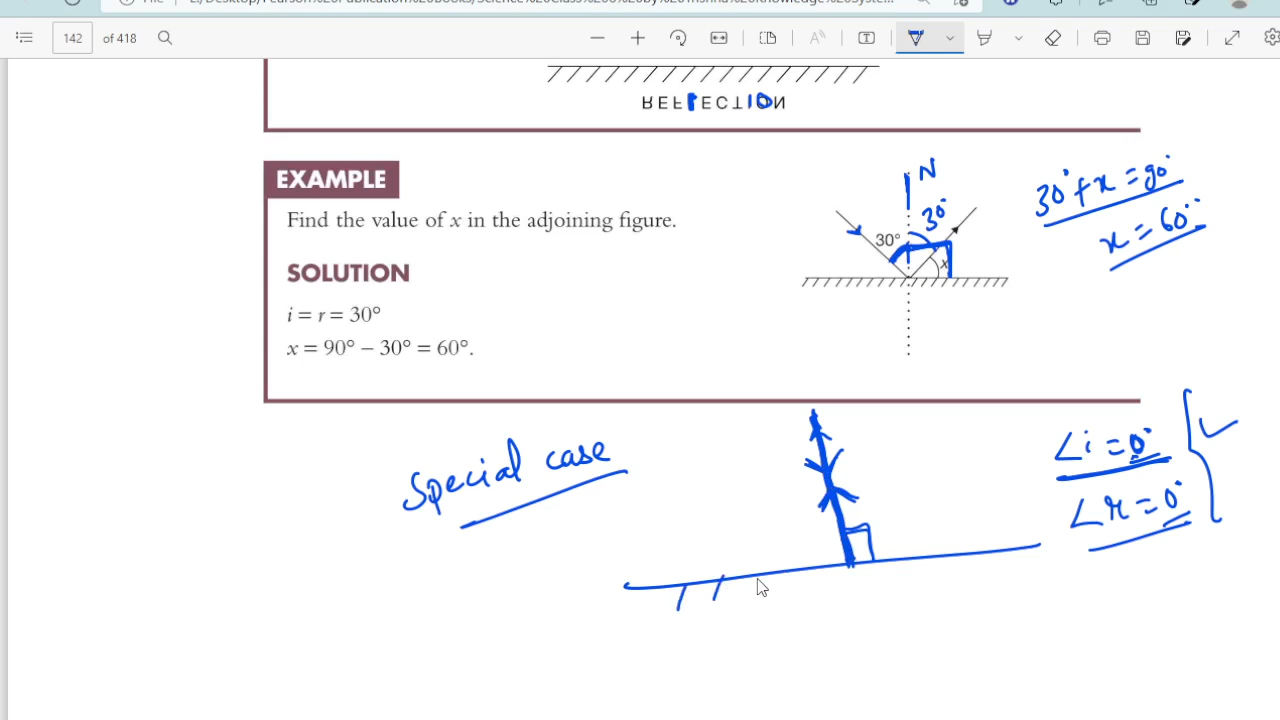 142 of 418
REFLECTION
EXAMPLE
Find the value of x in the adjoining figure.
SOLUTION
i = r = 30°
x = 90° − 30° = 60°.
N
30°
30°
x
30° + x = 90°
x = 60°
Special case
∠i = 0°
∠r = 0°